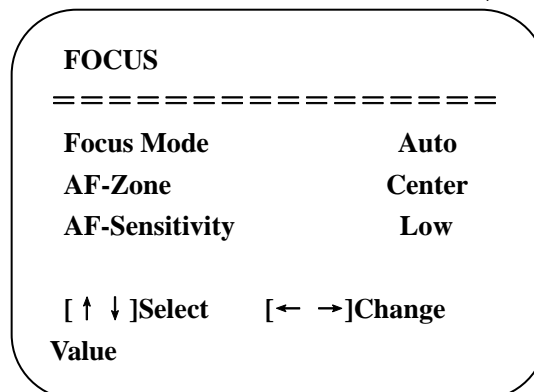 FOCUS
================
Focus Mode Auto
AF-Zone Center
AF-Sensitivity Low
[↑ ↓]Select [← →]Change
Value